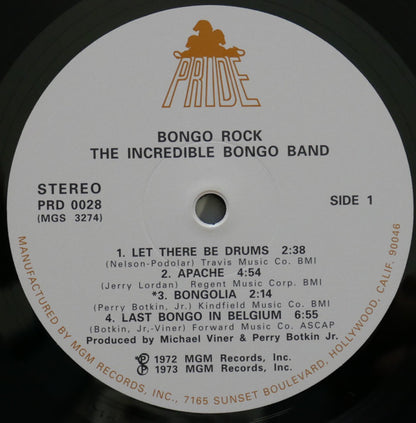 PRIDE
BONGO ROCK
THE INCREDIBLE BONGO BAND
STEREO
PRD 0028
(MGS 3274)
SIDE 1
1. LET THERE BE DRUMS 2:38
(Nelson-Podolar) Travis Music Co. BMI
2. APACHE 4:54
(Jerry Lordan) Regent Music Corp. BMI
*3. BONGOLIA 2:14
(Perry Botkin, Jr.) Kindfield Music Co. BMI
4. LAST BONGO IN BELGIUM 6:55
(Botkin, Jr.,-Viner) Forward Music Co. ASCAP
Produced by Michael Viner & Perry Botkin Jr.
*℗ 1972 MGM Records, Inc.
℗ 1973 MGM Records, Inc.
MANUFACTURED BY MGM RECORDS, INC., 7165 SUNSET BOULEVARD, HOLLYWOOD, CALIF. 90046